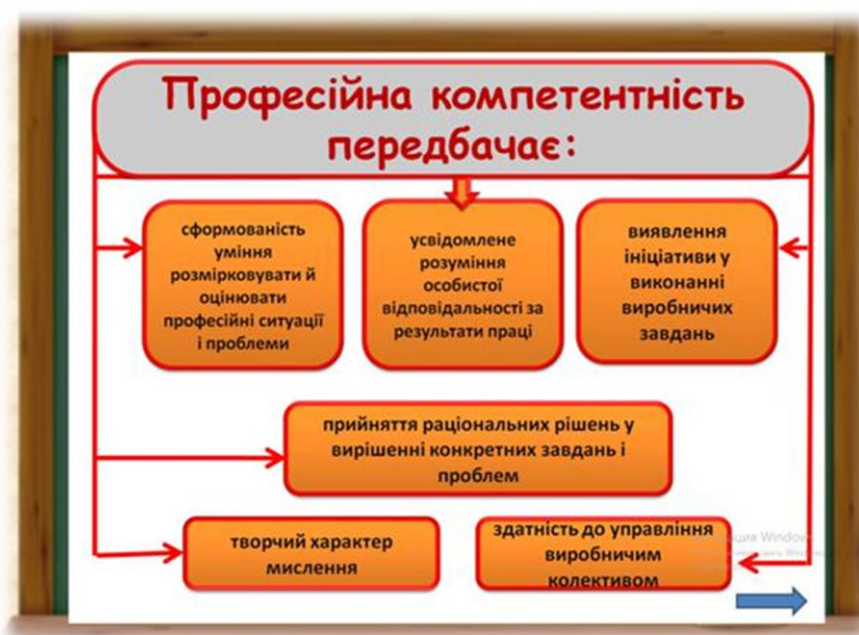 Професійна компетентність
передбачає:
сформованість
уміння
розмірковувати й
оцінювати
професійні ситуації
і проблеми
усвідомлене
розуміння
особистої
відповідальності за
результати праці
виявлення
ініціативи у
виконанні
виробничих
завдань
прийняття раціональних рішень у
вирішенні конкретних завдань і
проблем
творчий характер
мислення
здатність до управління
виробничим
колективом
Windows